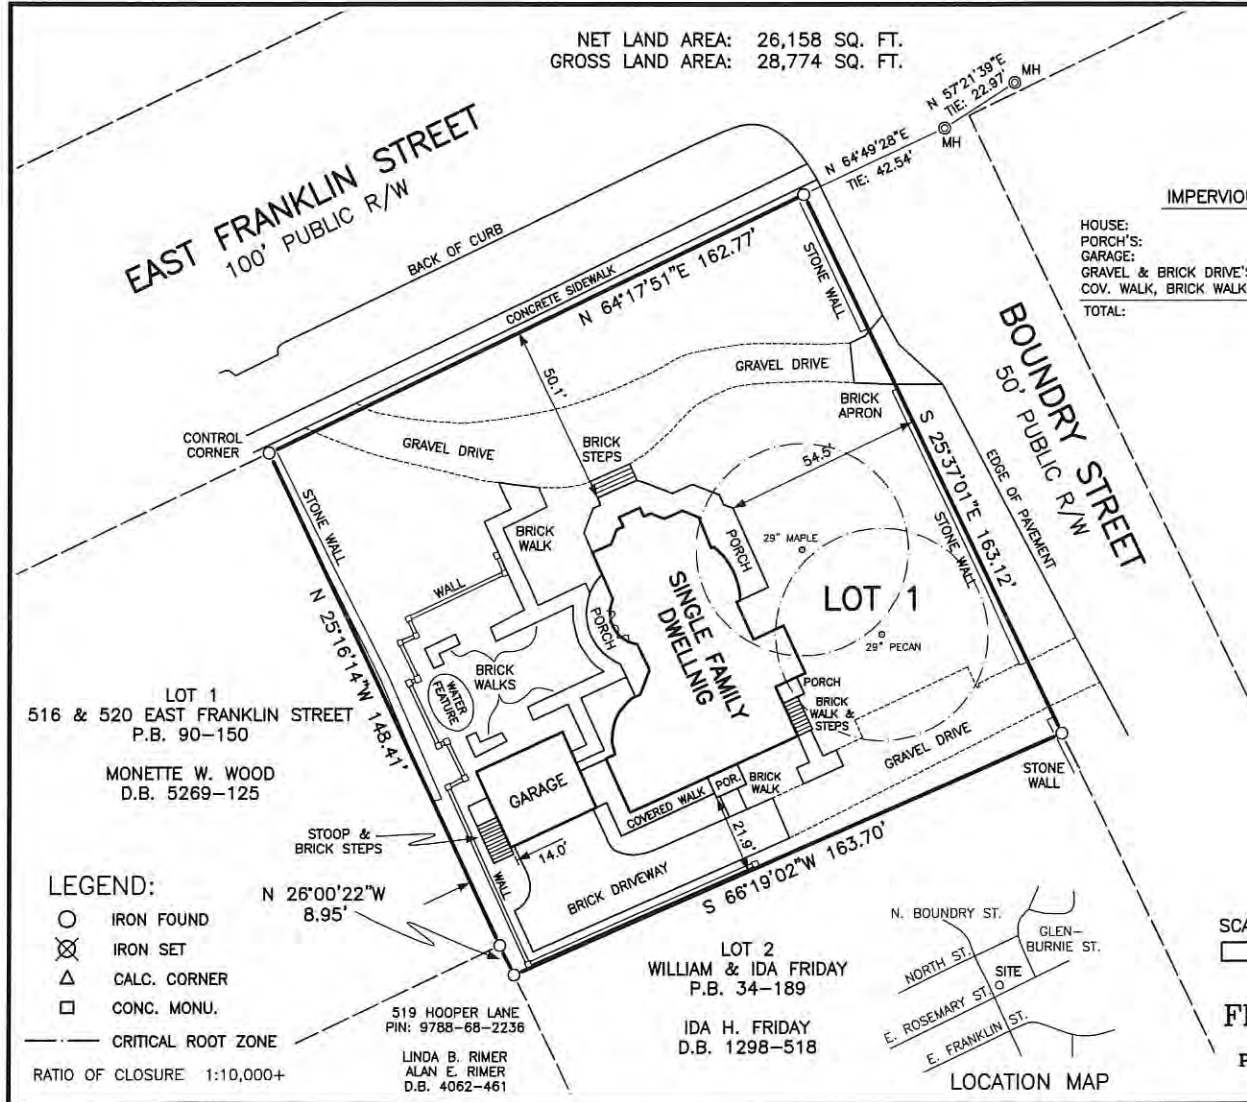 NET LAND AREA: 26,158 SQ. FT.
GROSS LAND AREA: 28,774 SQ. FT.
N 57°21'39"E
TIE: 22.97'
MH
MH
N 64°49'28"E
TIE: 42.54'
EAST FRANKLIN STREET
100' PUBLIC R/W
BACK OF CURB
CONCRETE SIDEWALK
N 64°17'51"E 162.77'
STONE WALL
IMPERVIOU
HOUSE:
PORCH'S:
GARAGE:
GRAVEL & BRICK DRIVE'S
COV. WALK, BRICK WALK
TOTAL:
BOUNDRY STREET
50' PUBLIC R/W
GRAVEL DRIVE
50.1'
BRICK
APRON
CONTROL
CORNER
GRAVEL DRIVE
BRICK
STEPS
54.5'
S 25°37'01"E 163.12'
EDGE OF PAVEMENT
STONE WALL
STONE WALL
BRICK
WALK
PORCH
29" MAPLE
WALL
N 25°16'14"W 148.41'
PORCH
SINGLE FAMILY
DWELLNIG
LOT 1
29" PECAN
BRICK
WALKS
WATER
FEATURE
PORCH
BRICK
WALK &
STEPS
LOT 1
516 & 520 EAST FRANKLIN STREET
P.B. 90-150
MONETTE W. WOOD
D.B. 5269-125
GRAVEL DRIVE
STONE
WALL
GARAGE
COVERED WALK
POR.
BRICK
WALK
STOOP &
BRICK STEPS
14.0'
21.9'
WALL
BRICK DRIVEWAY
S 66°19'02"W 163.70'
N 26°00'22"W
8.95'
LEGEND:
IRON FOUND
IRON SET
CALC. CORNER
CONC. MONU.
CRITICAL ROOT ZONE
RATIO OF CLOSURE 1:10,000+
519 HOOPER LANE
PIN: 9788-68-2236
LINDA B. RIMER
ALAN E. RIMER
D.B. 4062-461
LOT 2
WILLIAM & IDA FRIDAY
P.B. 34-189
IDA H. FRIDAY
D.B. 1298-518
N. BOUNDRY ST.
GLEN-
BURNIE ST.
NORTH ST.
SITE
E. ROSEMARY ST.
E. FRANKLIN ST.
LOCATION MAP
SCA
F
P